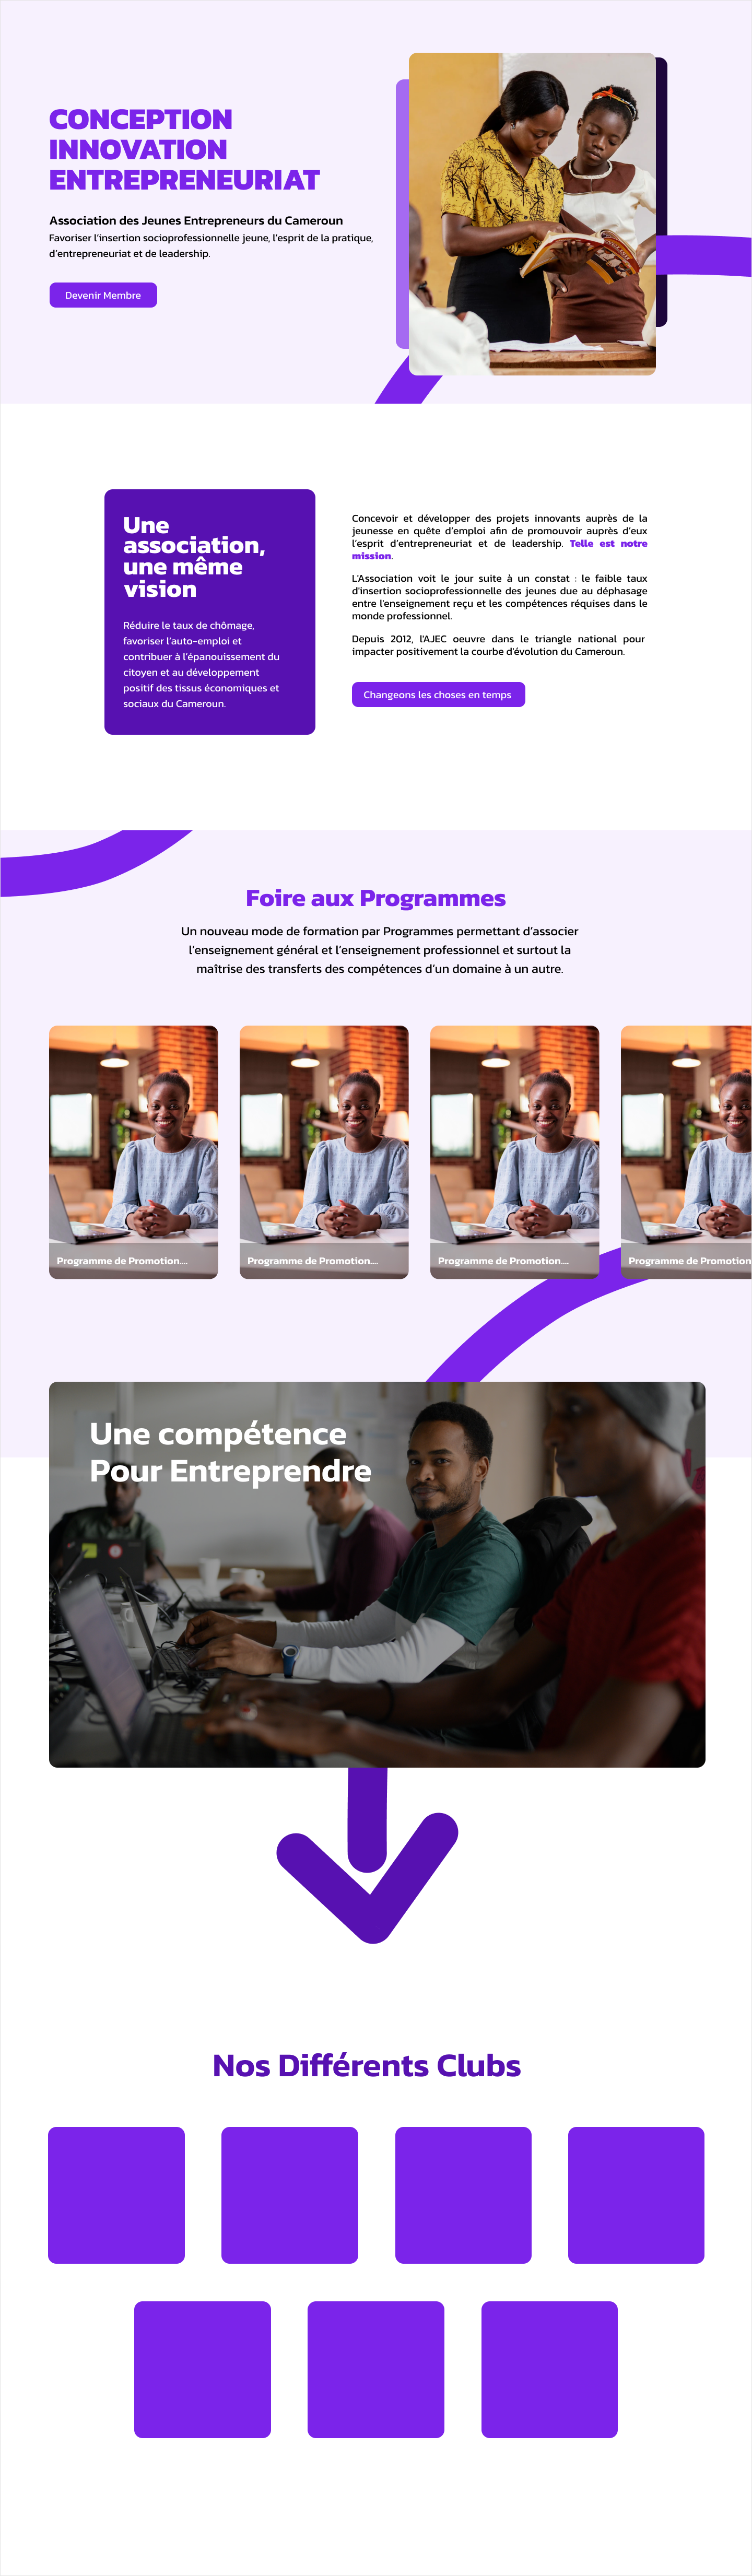 CONCEPTION
INNOVATION
ENTREPRENEURIAT
Association des Jeunes Entrepreneurs du Cameroun
Favoriser l'insertion socioprofessionnelle jeune, l'esprit de la pratique,
d'entrepreneuriat et de leadership.
Devenir Membre
Une
association,
une même
vision
Réduire le taux de chômage,
favoriser l'auto-emploi et
contribuer à l'épanouissement du
citoyen et au développement
positif des tissus économiques et
sociaux du Cameroun.
Concevoir et développer des projets innovants auprès de la
jeunesse en quête d'emploi afin de promouvoir auprès d'eux
l'esprit d'entrepreneuriat et de leadership. Telle est notre
mission.
L'Association voit le jour suite à un constat : le faible taux
d'insertion socioprofessionnelle des jeunes due au déphasage
entre l'enseignement reçu et les compétences réquises dans le
monde professionnel.
Depuis 2012, l'AJEC oeuvre dans le triangle national pour
impacter positivement la courbe d'évolution du Cameroun.
Changeons les choses en temps
Foire aux Programmes
Un nouveau mode de formation par Programmes permettant d'associer
l'enseignement général et l'enseignement professionnel et surtout la
maîtrise des transferts des compétences d'un domaine à un autre.
Programme de Promotion....
Programme de Promotion....
Programme de Promotion....
Programme de Promotion
Une compétence
Pour Entreprendre
Nos Différents Clubs